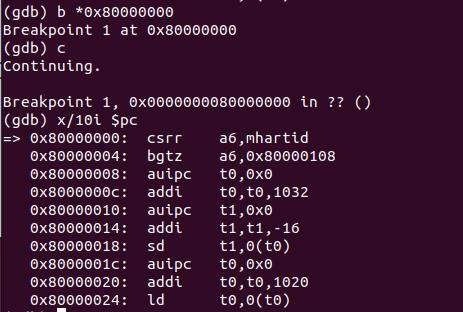 (gdb) b *0x80000000
Breakpoint 1 at 0x80000000
(gdb) c
Continuing.

Breakpoint 1, 0x0000000080000000 in ?? ()
(gdb) x/10i $pc
=> 0x80000000:  csrr    a6,mhartid
   0x80000004:  bgtz    a6,0x80000108
   0x80000008:  auipc   t0,0x0
   0x8000000c:  addi    t0,t0,1032
   0x80000010:  auipc   t1,0x0
   0x80000014:  addi    t1,t1,-16
   0x80000018:  sd      t1,0(t0)
   0x8000001c:  auipc   t0,0x0
   0x80000020:  addi    t0,t0,1020
   0x80000024:  ld      t0,0(t0)